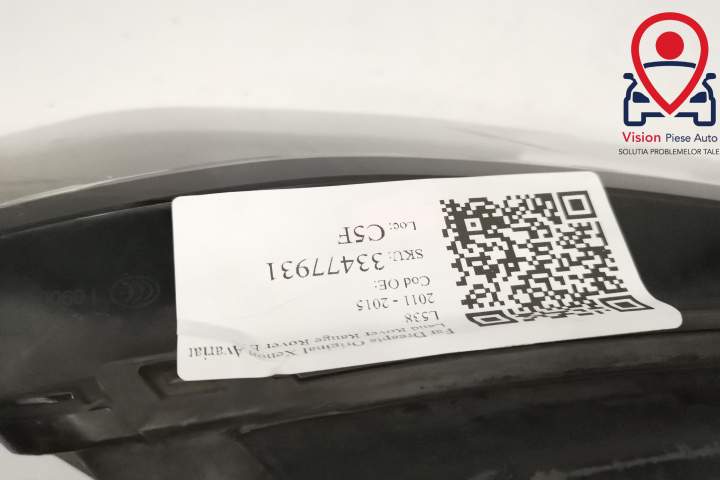 Vision Piese Auto
SOLUTIA PROBLEMELOR TALE
Far Dreapta Original Xenon Avariat
Land Rover Range Rover E
L538
2011 - 2015
Cod OE:
SKU: 33477931
Loc: C5F